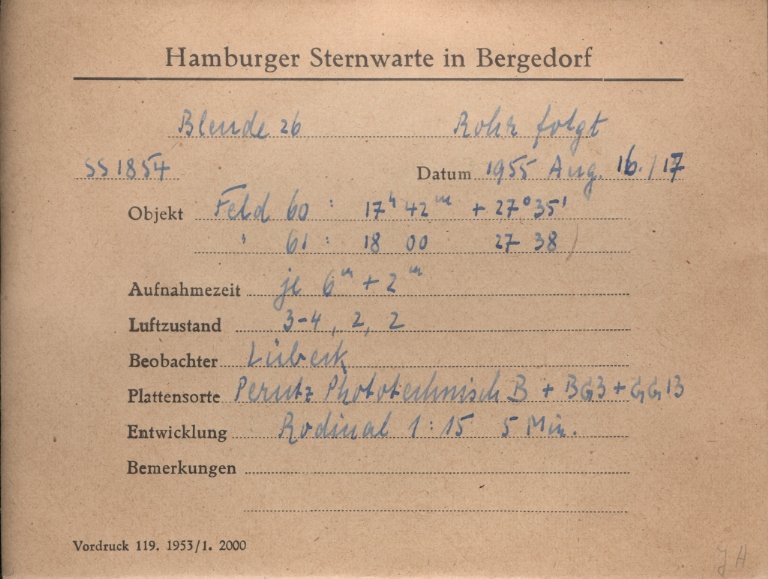 Hamburger Sternwarte in Bergedorf
Blende 26 Rohr folgt
SS 1854 Datum 1955 Aug. 16./17
Objekt Feld 60 : 17ʰ 42ᵐ + 27° 35'
" 61 : 18 00 27 38
Aufnahmezeit je 6ᵐ + 2ᵐ
Luftzustand 3-4, 2, 2
Beobachter Lübeck
Plattensorte Perutz Phototechnisch B + BG3 + GG 13
Entwicklung Rodinal 1 : 15 5 Min.
Bemerkungen
Vordruck 119. 1953/1. 2000